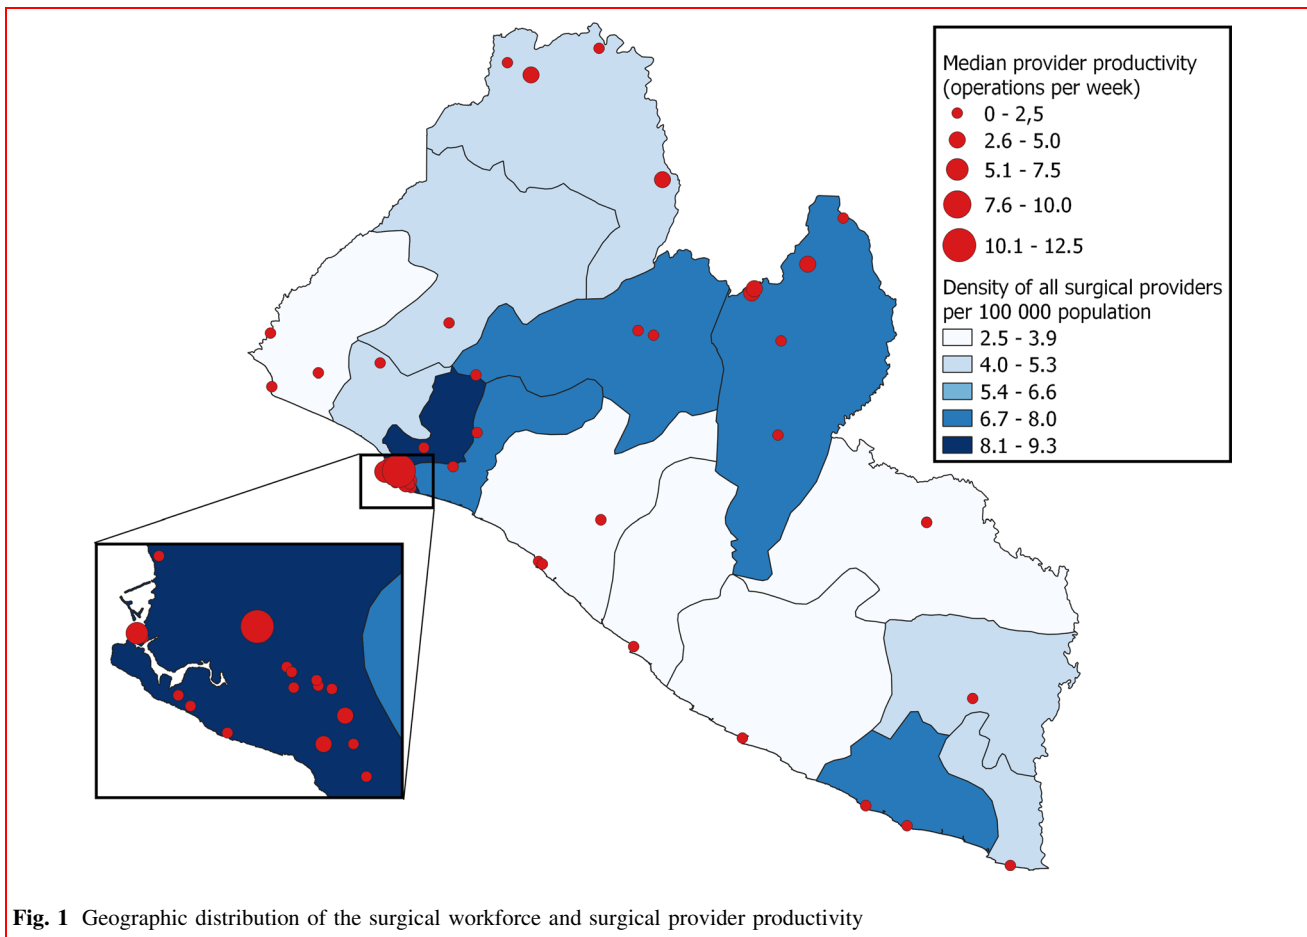 Median provider productivity
(operations per week)
0 - 2,5
2.6 - 5.0
5.1 - 7.5
7.6 - 10.0
10.1 - 12.5
Density of all surgical providers
per 100 000 population
2.5 - 3.9
4.0 - 5.3
5.4 - 6.6
6.7 - 8.0
8.1 - 9.3
Fig. 1 Geographic distribution of the surgical workforce and surgical provider productivity